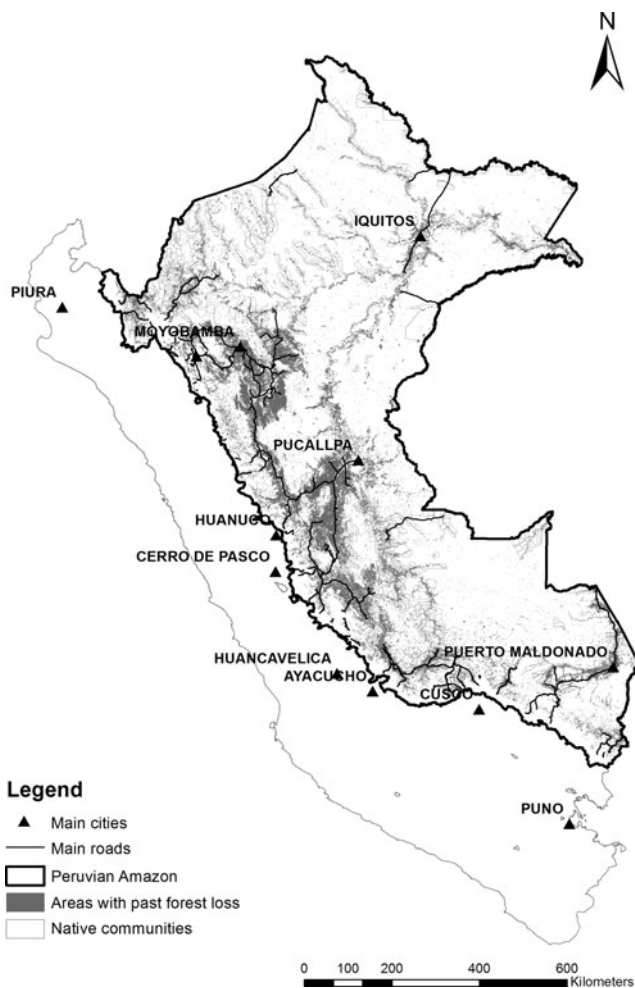 N
IQUITOS
PIURA
MOYOBAMBA
PUCALLPA
HUANUCO
CERRO DE PASCO
HUANCAVELICA
PUERTO MALDONADO
AYACUCHO
CUSCO
Legend
Main cities
PUNO
Main roads
Peruvian Amazon
Areas with past forest loss
Native communities
0 100 200 400 600
Kilometers